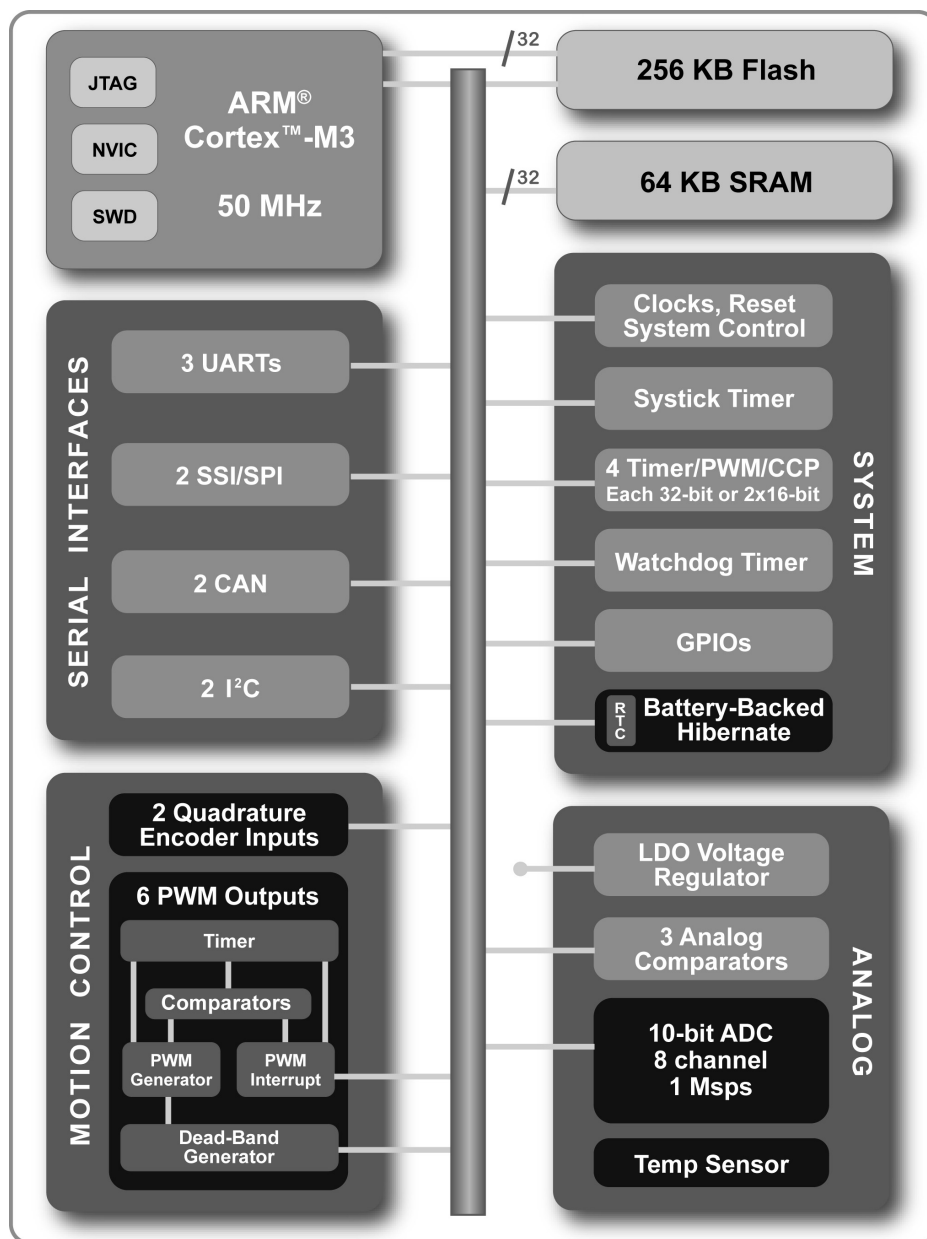 JTAG
NVIC
SWD
ARM®
Cortex™-M3
50 MHz
32
256 KB Flash
32
64 KB SRAM
SERIAL INTERFACES
3 UARTs
2 SSI/SPI
2 CAN
2 I²C
SYSTEM
Clocks, Reset
System Control
Systick Timer
4 Timer/PWM/CCP
Each 32-bit or 2x16-bit
Watchdog Timer
GPIOs
RTC
Battery-Backed
Hibernate
MOTION CONTROL
2 Quadrature
Encoder Inputs
6 PWM Outputs
Timer
Comparators
PWM
Generator
PWM
Interrupt
Dead-Band
Generator
ANALOG
LDO Voltage
Regulator
3 Analog
Comparators
10-bit ADC
8 channel
1 Msps
Temp Sensor